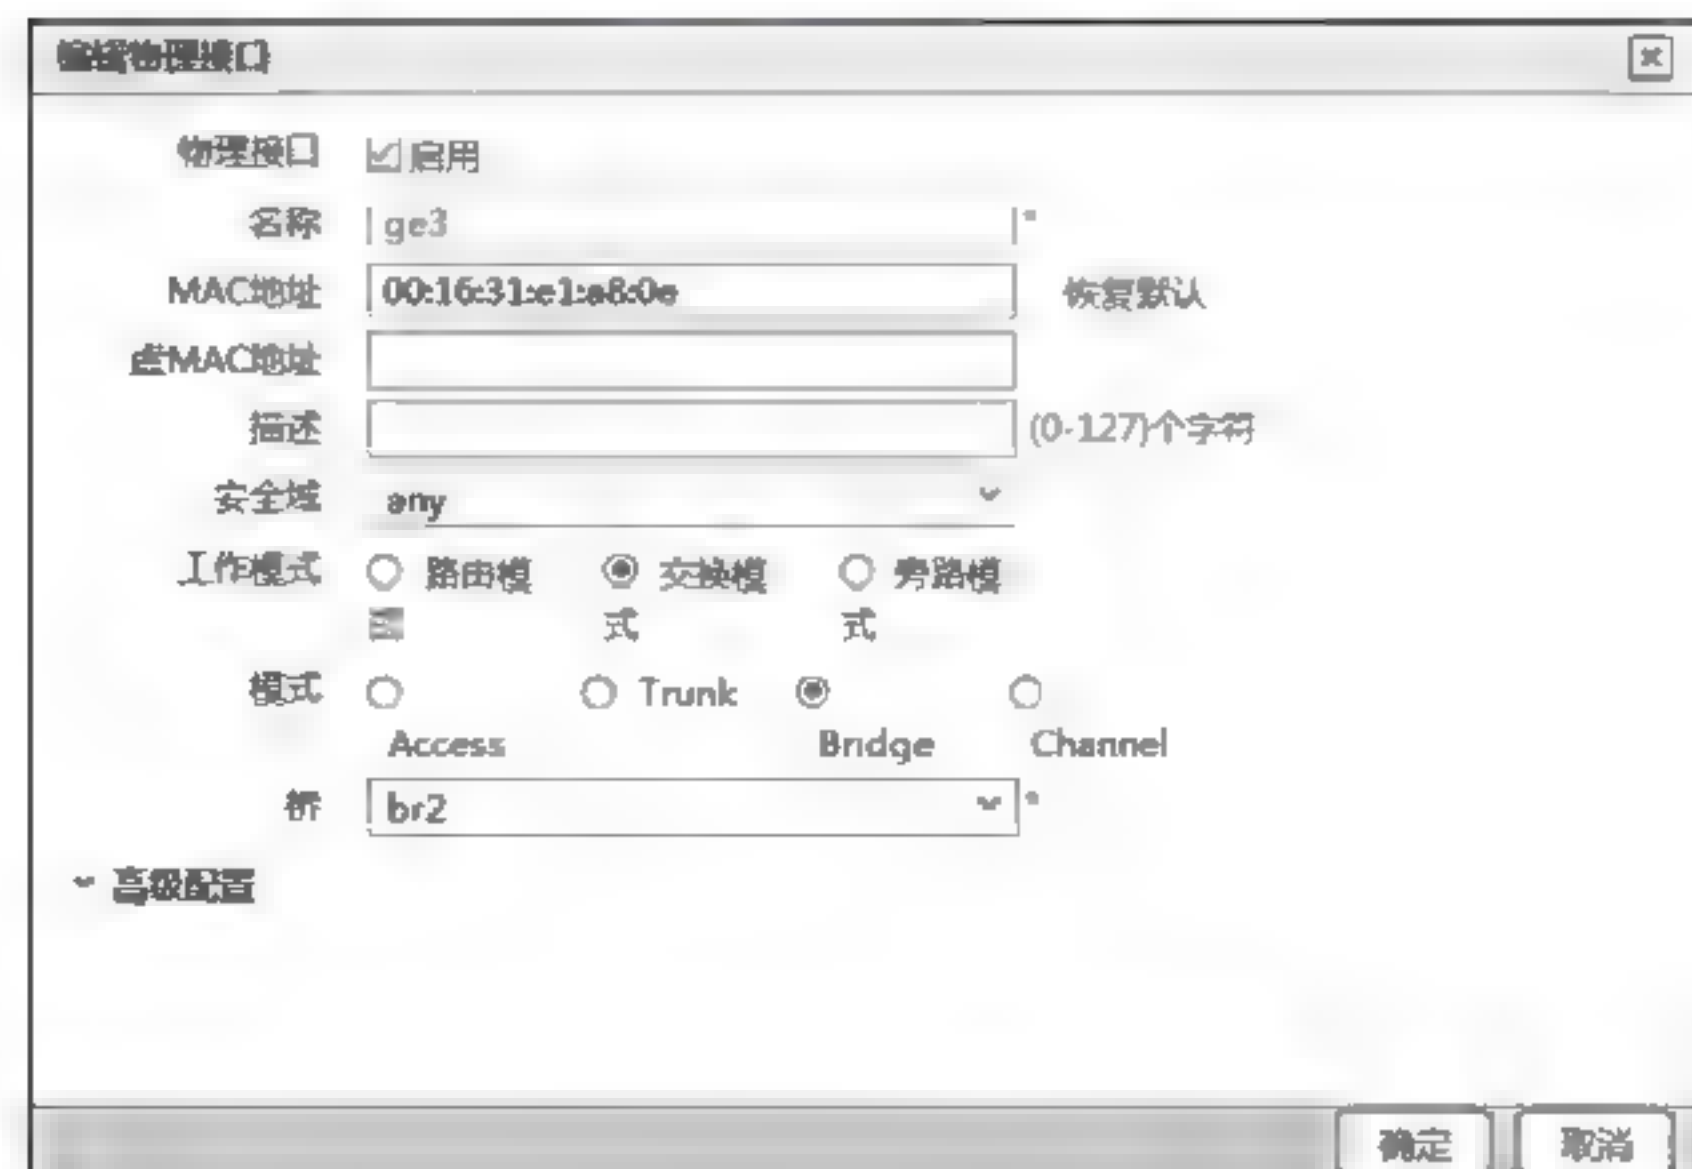 编辑物理接口
物理接口 启用
名称 ge3 *
MAC地址 00:16:31:e1:a8:0e 恢复默认
虚MAC地址
描述 (0-127)个字符
安全域 any
工作模式 路由模 交换模 旁路模
式 式
模式 Trunk
Access Bridge Channel
桥 br2 *
高级配置
确定 取消